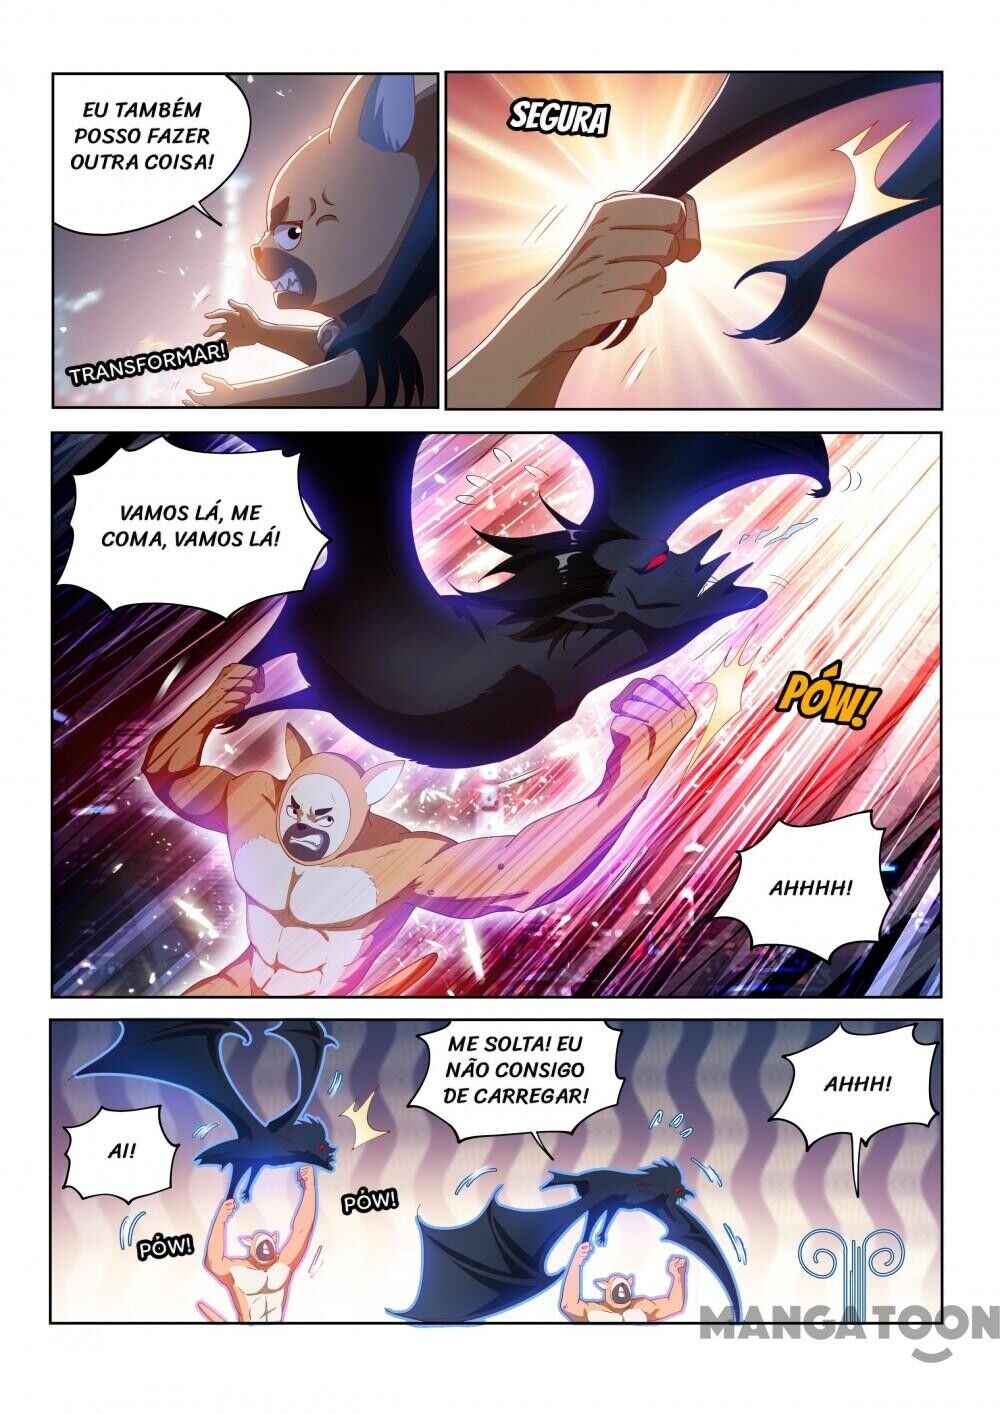 EU TAMBÉM
POSSO FAZER
OUTRA COISA!
TRANSFORMAR!
SEGURA
VAMOS LÁ, ME
COMA, VAMOS LÁ!
PÓW!
AHHHH!
AI!
PÓW!
PÓW!
ME SOLTA! EU
NÃO CONSIGO
DE CARREGAR!
AHHH!
MANGATOON